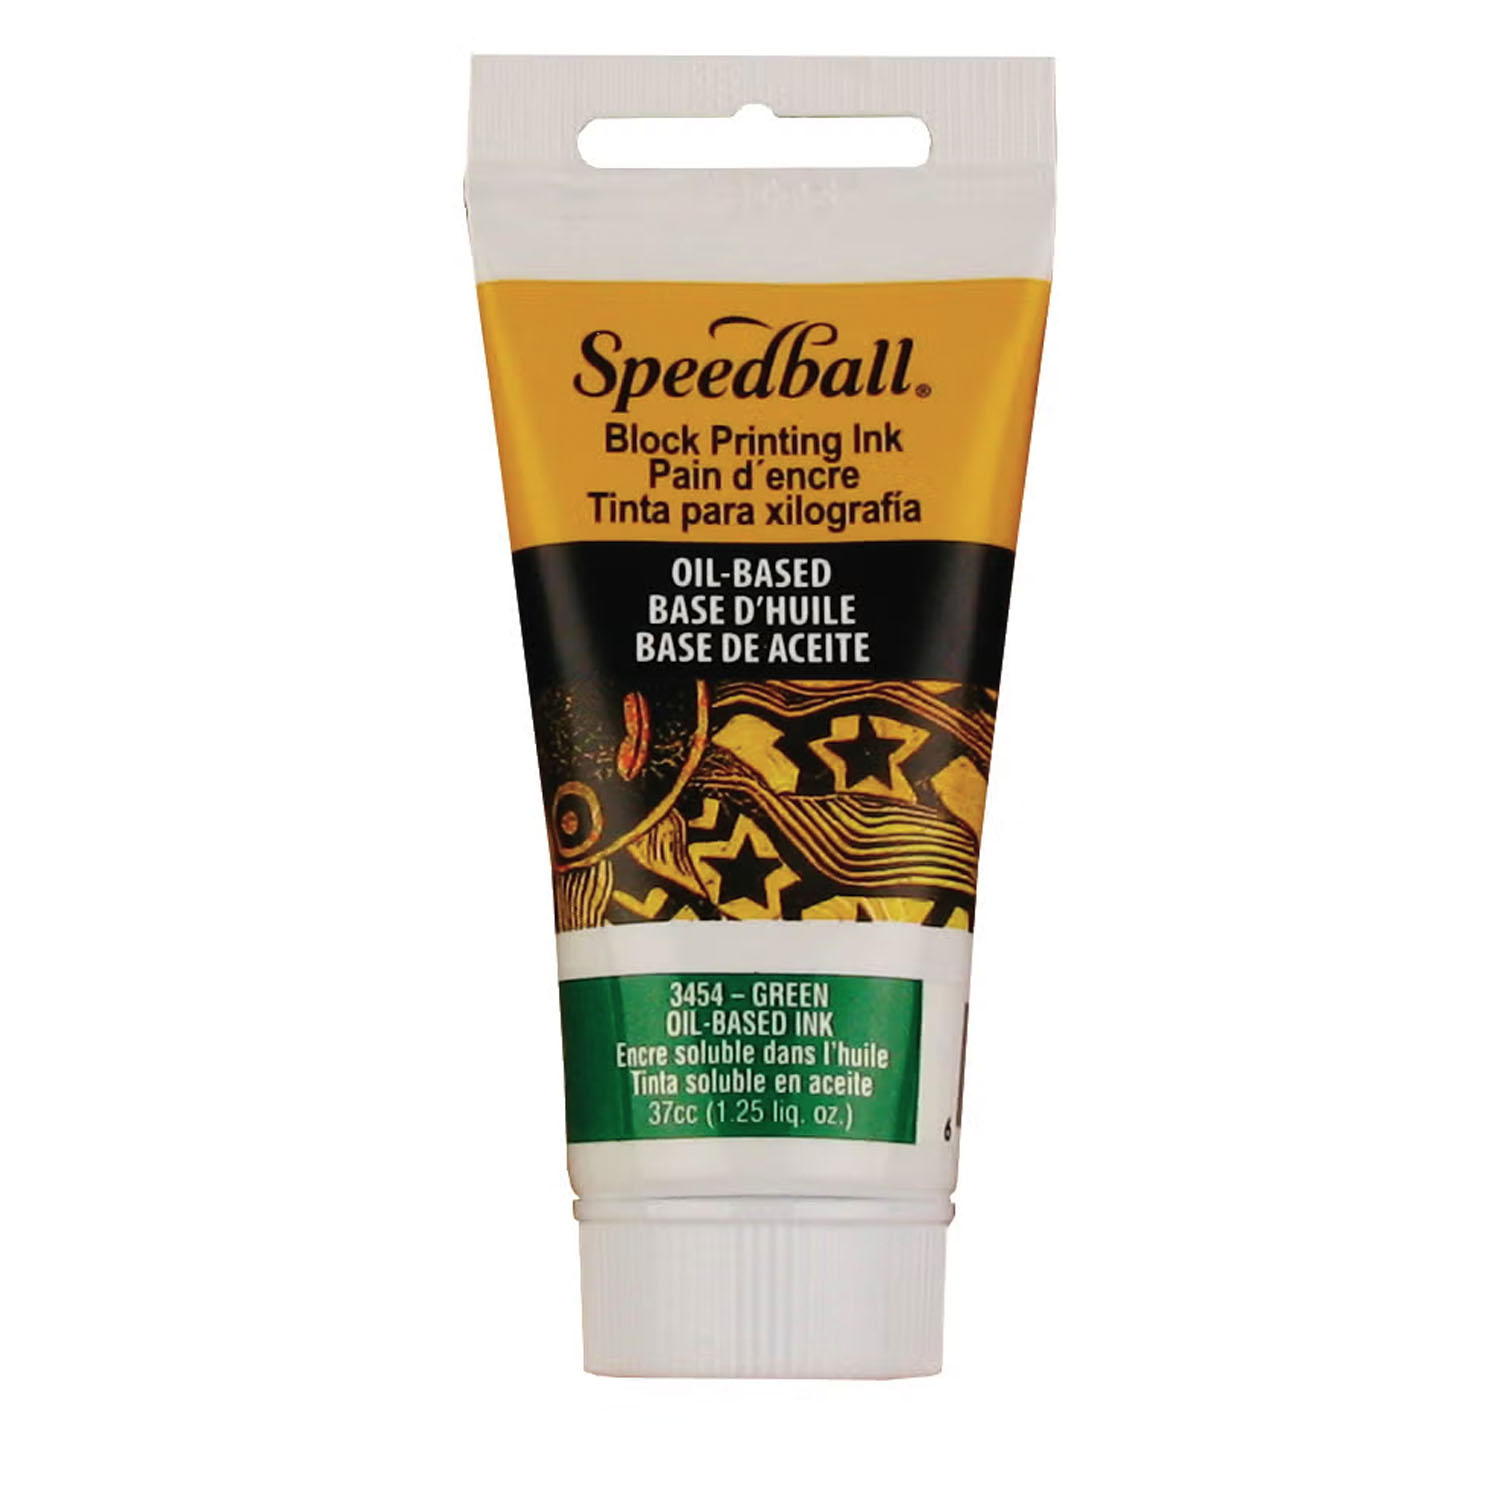 Speedball®
Block Printing Ink
Pain d´encre
Tinta para xilografía
OIL-BASED
BASE D'HUILE
BASE DE ACEITE
3454 – GREEN
OIL-BASED INK
Encre soluble dans l'huile
Tinta soluble en aceite
37cc (1.25 liq. oz.)
6